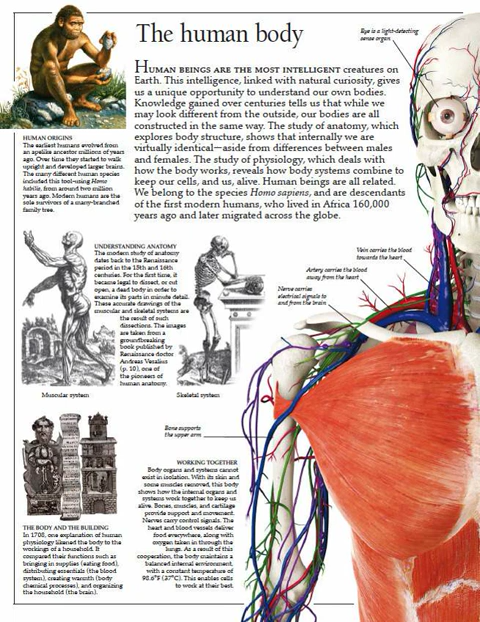 The human body
Eye is a light-detecting
sense organ
HUMAN BEINGS ARE THE MOST INTELLIGENT creatures on
Earth. This intelligence, linked with natural curiosity, gives
us a unique opportunity to understand our own bodies.
Knowledge gained over centuries tells us that while we
may look different from the outside, our bodies are all
constructed in the same way. The study of anatomy, which
explores body structure, shows that internally we are
virtually identical—aside from differences between males
and females. The study of physiology, which deals with
how the body works, reveals how body systems combine to
keep our cells, and us, alive. Human beings are all related.
We belong to the species Homo sapiens, and are descendants
of the first modern humans, who lived in Africa 160,000
years ago and later migrated across the globe.
HUMAN ORIGINS
The earliest humans evolved from
an apelike ancestor millions of years
ago. Over time they started to walk
upright and developed larger brains.
The many different human species
included this tool-using Homo
habilis, from around two million
years ago. Modern humans are the
sole survivors of a many-branched
family tree.
UNDERSTANDING ANATOMY
The modern study of anatomy
dates back to the Renaissance
period in the 15th and 16th
centuries. For the first time, it
became legal to dissect, or cut
open, a dead body in order to
examine its parts in minute detail.
These accurate drawings of the
muscular and skeletal systems are
the result of such
dissections. The images
are taken from a
groundbreaking
book published by
Renaissance doctor
Andreas Vesalius
(p. 10), one of
the pioneers of
human anatomy.
Muscular system
Skeletal system
Vein carries the blood
towards the heart
Artery carries the blood
away from the heart
Nerve carries
electrical signals to
and from the brain
Bone supports
the upper arm
WORKING TOGETHER
Body organs and systems cannot
exist in isolation. With its skin and
some muscles removed, this body
shows how the internal organs and
systems work together to keep us
alive. Bones, muscles, and cartilage
provide support and movement.
Nerves carry control signals. The
heart and blood vessels deliver
food everywhere, along with
oxygen taken in through the
lungs. As a result of this
cooperation, the body maintains a
balanced internal environment,
with a constant temperature of
98.6°F (37°C). This enables cells
to work at their best.
THE BODY AND THE BUILDING
In 1708, one explanation of human
physiology likened the body to the
workings of a household. It
compared their functions such as
bringing in supplies (eating food),
distributing essentials (the blood
system), creating warmth (body
chemical processes), and organizing
the household (the brain).